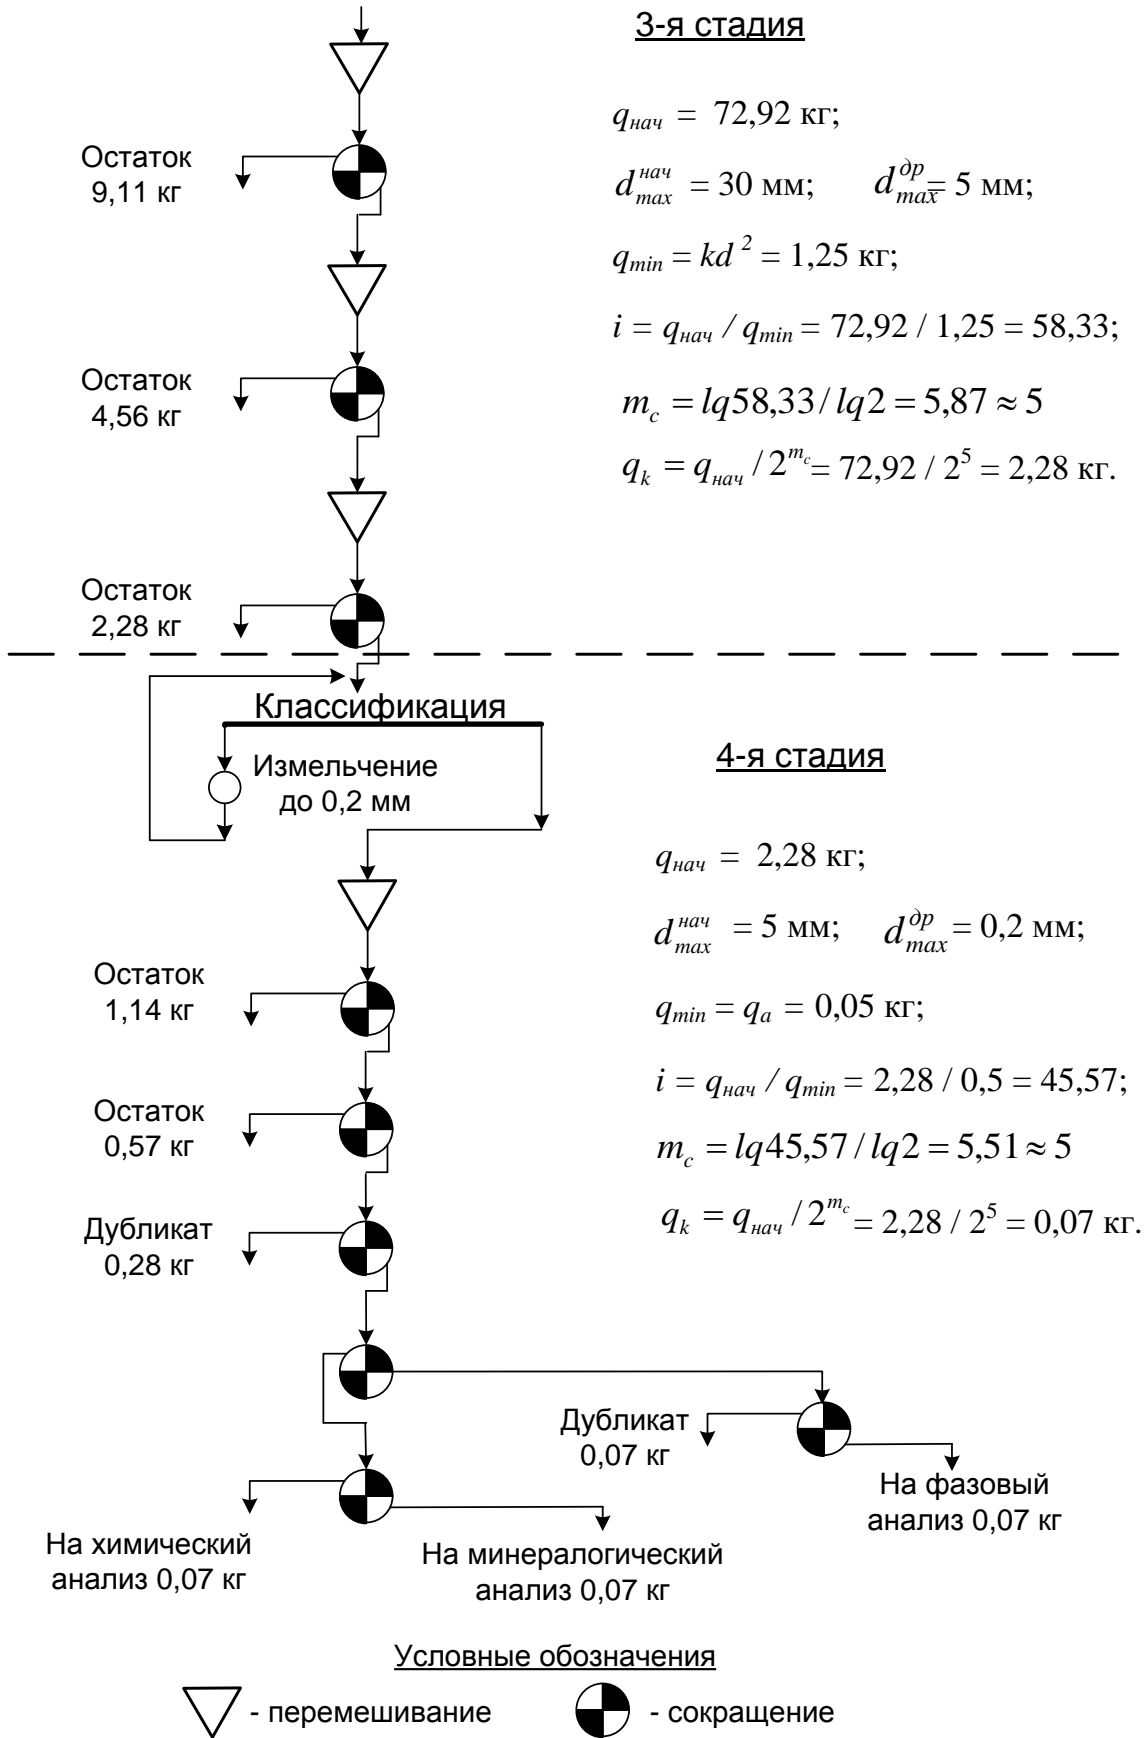 3-я стадия
q_нач = 72,92 кг;
Остаток
9,11 кг
d_max^нач = 30 мм; d_max^др = 5 мм;
q_min = kd ² = 1,25 кг;
i = q_нач / q_min = 72,92 / 1,25 = 58,33;
Остаток
4,56 кг
m_c = lq58,33 / lq2 = 5,87 ≈ 5
q_k = q_нач / 2^m_c = 72,92 / 2⁵ = 2,28 кг.
Остаток
2,28 кг
Классификация
Измельчение
до 0,2 мм
4-я стадия
q_нач = 2,28 кг;
d_max^нач = 5 мм; d_max^др = 0,2 мм;
Остаток
1,14 кг
q_min = q_a = 0,05 кг;
i = q_нач / q_min = 2,28 / 0,5 = 45,57;
Остаток
0,57 кг
m_c = lq45,57 / lq2 = 5,51 ≈ 5
q_k = q_нач / 2^m_c = 2,28 / 2⁵ = 0,07 кг.
Дубликат
0,28 кг
Дубликат
0,07 кг
На фазовый
анализ 0,07 кг
На химический
анализ 0,07 кг
На минералогический
анализ 0,07 кг
Условные обозначения
- перемешивание
- сокращение